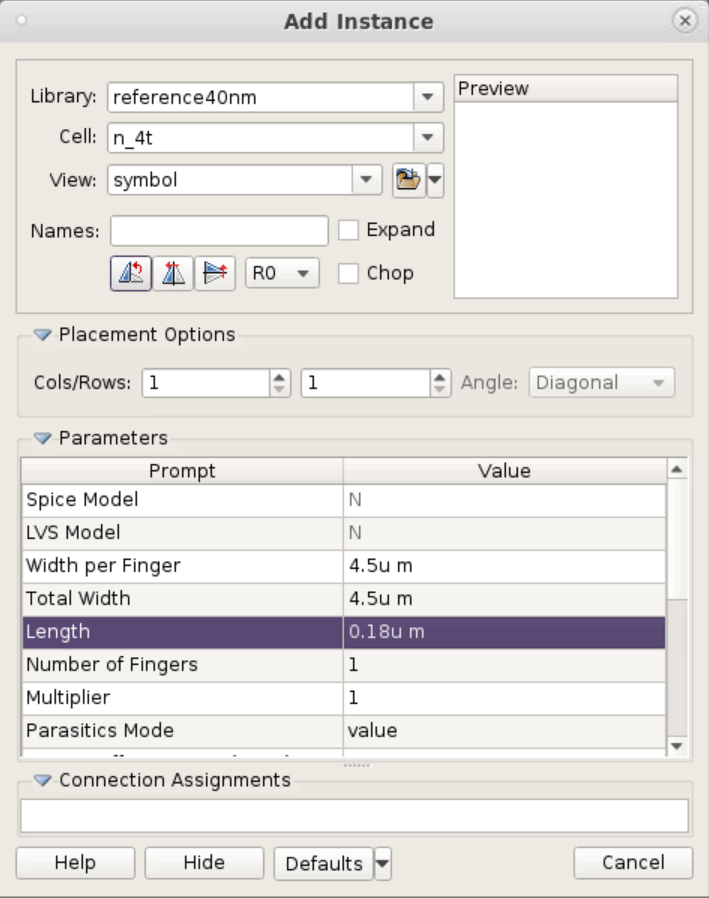 Add Instance
Library: reference40nm
Preview
Cell: n_4t
View: symbol
Names:
Expand
R0
Chop
Placement Options
Cols/Rows: 1 1 Angle: Diagonal
Parameters
Prompt Value
Spice Model N
LVS Model N
Width per Finger 4.5u m
Total Width 4.5u m
Length 0.18u m
Number of Fingers 1
Multiplier 1
Parasitics Mode value
Connection Assignments
Help Hide Defaults Cancel